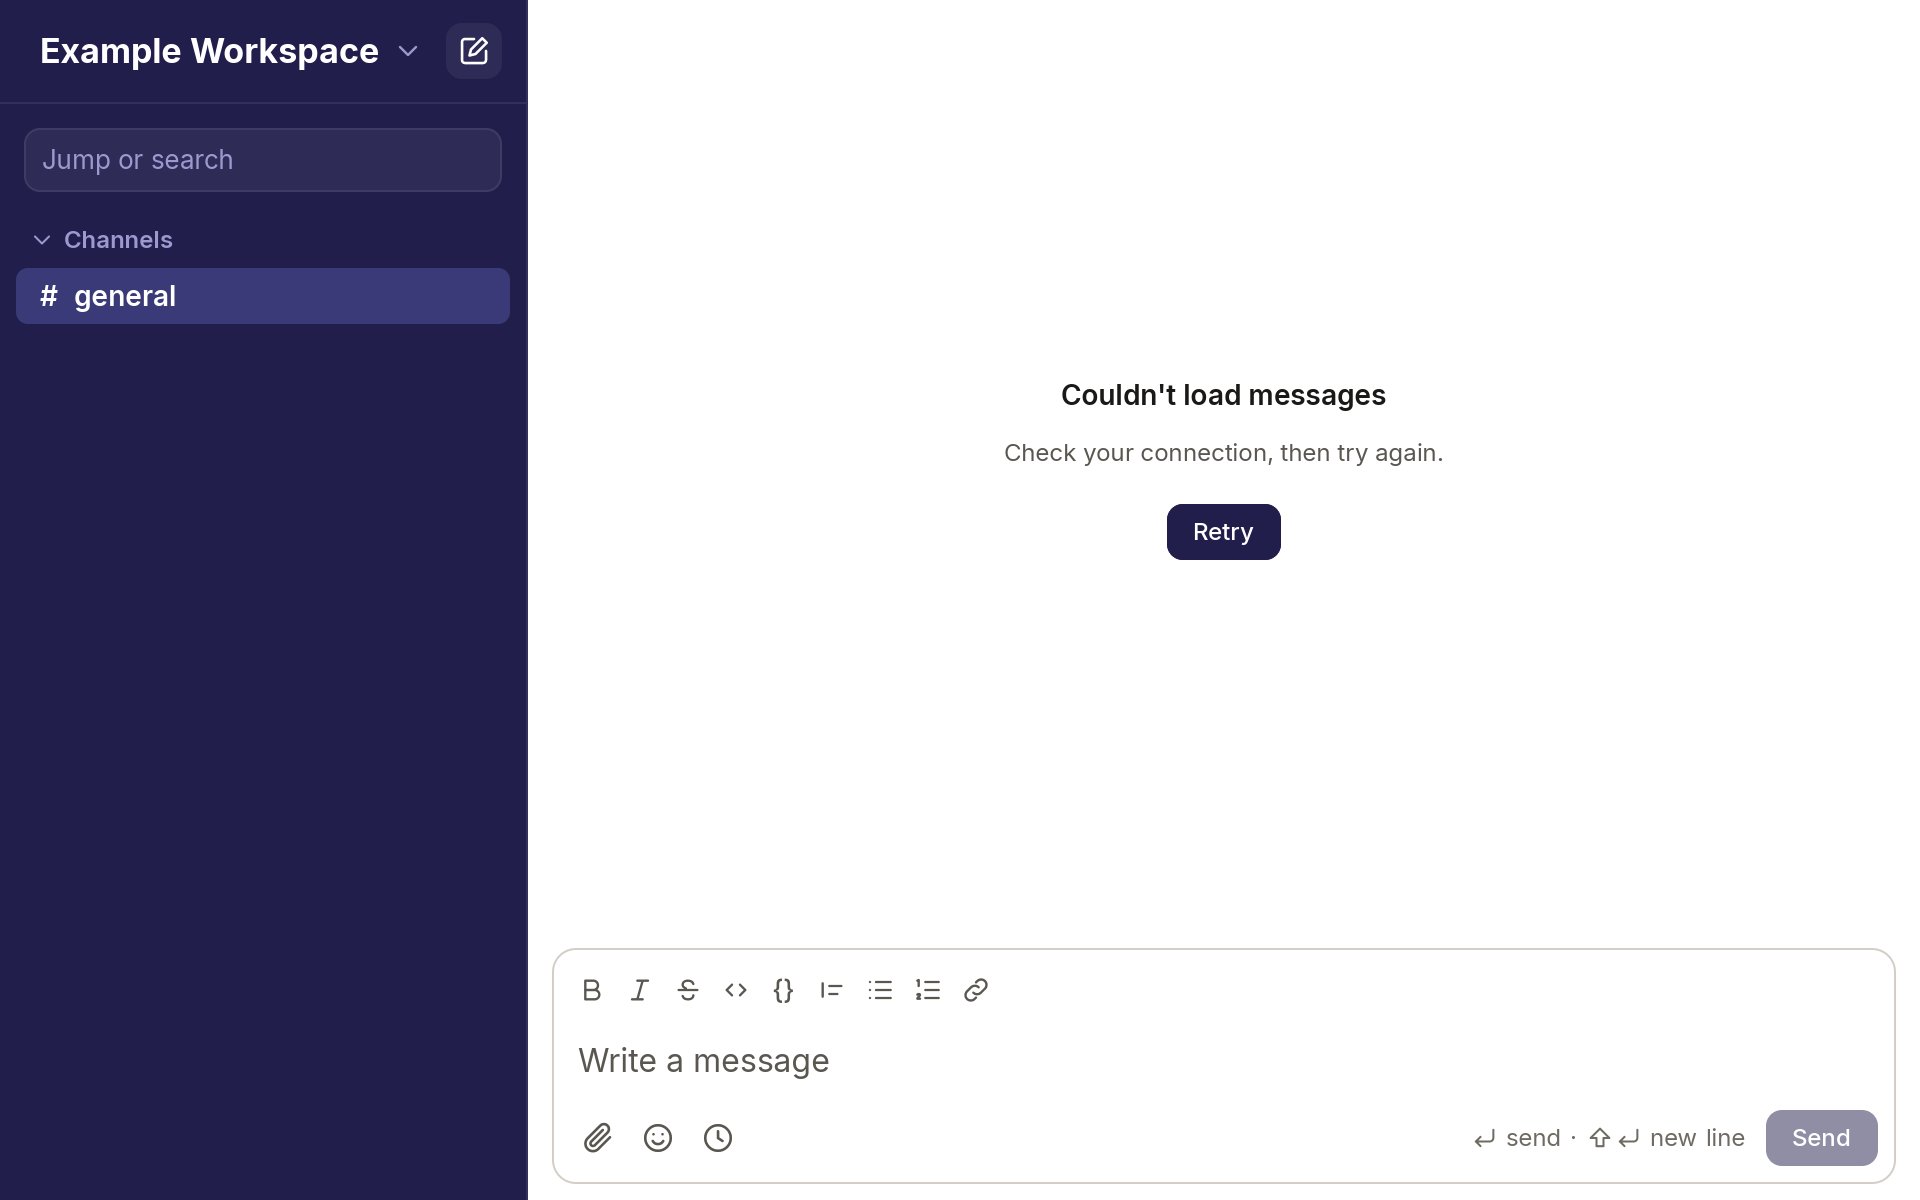 Example Workspace
Jump or search
Channels
# general
Couldn't load messages
Check your connection, then try again.
Retry
Write a message
send · new line
Send